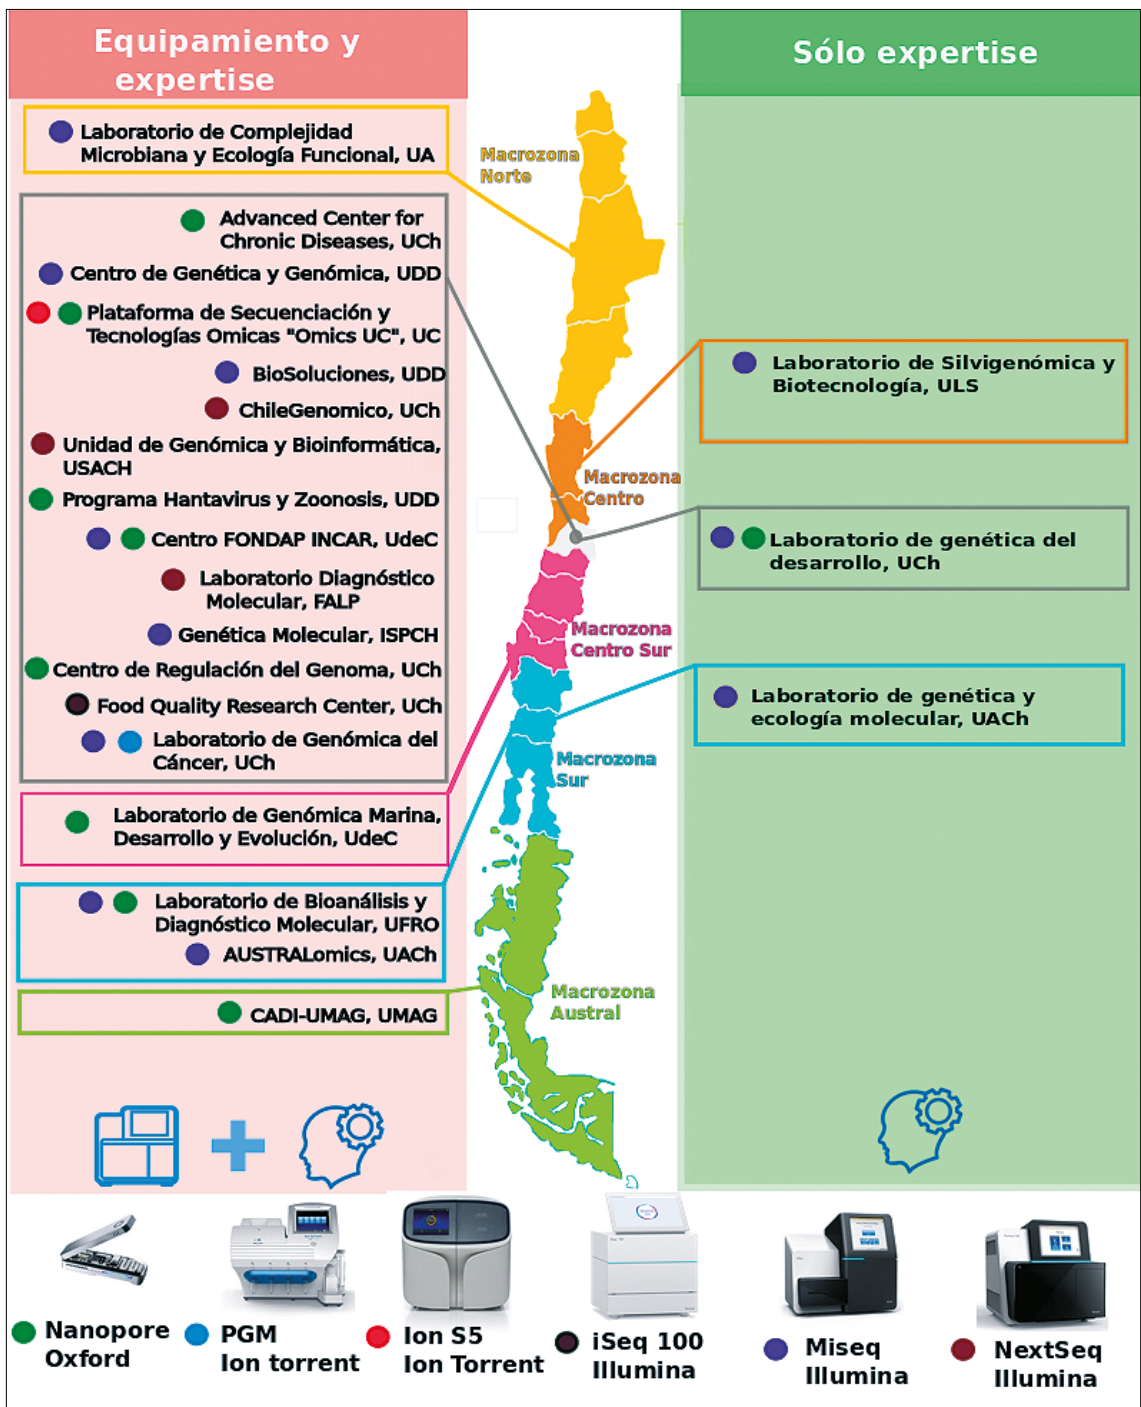 Equipamiento y
expertise
Sólo expertise
Laboratorio de Complejidad
Microbiana y Ecología Funcional, UA
Advanced Center for
Chronic Diseases, UCh
Centro de Genética y Genómica, UDD
Plataforma de Secuenciación y
Tecnologías Omicas "Omics UC", UC
BioSoluciones, UDD
ChileGenomico, UCh
Unidad de Genómica y Bioinformática,
USACH
Programa Hantavirus y Zoonosis, UDD
Centro FONDAP INCAR, UdeC
Laboratorio Diagnóstico
Molecular, FALP
Genética Molecular, ISPCH
Centro de Regulación del Genoma, UCh
Food Quality Research Center, UCh
Laboratorio de Genómica del
Cáncer, UCh
Laboratorio de Genómica Marina,
Desarrollo y Evolución, UdeC
Laboratorio de Bioanálisis y
Diagnóstico Molecular, UFRO
AUSTRALomics, UACh
CADI-UMAG, UMAG
Macrozona
Norte
Macrozona
Centro
Macrozona
Centro Sur
Macrozona
Sur
Macrozona
Austral
Laboratorio de Silvigenómica y
Biotecnología, ULS
Laboratorio de genética del
desarrollo, UCh
Laboratorio de genética y
ecología molecular, UACh
Nanopore
Oxford
PGM
Ion torrent
Ion S5
Ion Torrent
iSeq 100
Illumina
Miseq
Illumina
NextSeq
Illumina